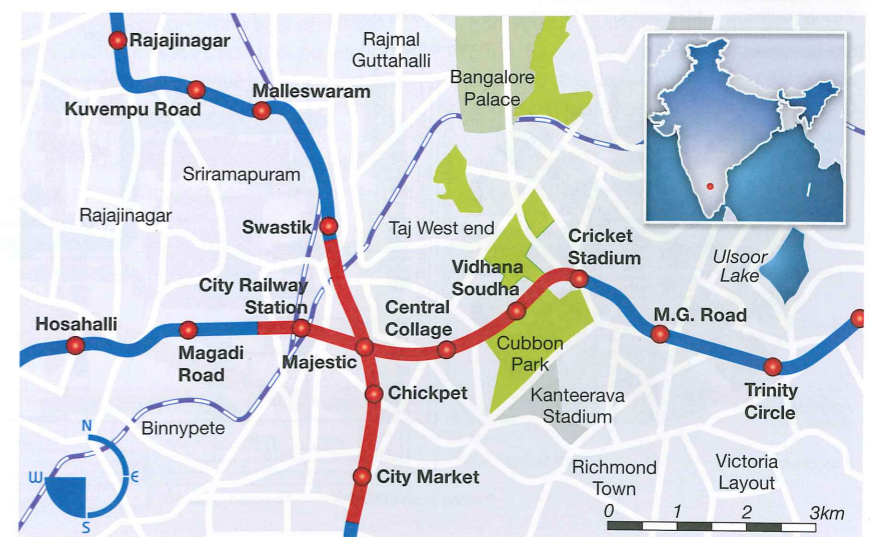 Rajajinagar
Rajmal
Guttahalli
Bangalore
Palace
Kuvempu Road
Malleswaram
Sriramapuram
Rajajinagar
Swastik
Taj West end
Cricket
Stadium
Ulsoor
Lake
Vidhana
Soudha
City Railway
Station
Central
Collage
Hosahalli
M.G. Road
Magadi
Road
Majestic
Cubbon
Park
Chickpet
Kanteerava
Stadium
Trinity
Circle
Binnypete
N
W
E
S
City Market
Richmond
Town
Victoria
Layout
0 1 2 3km